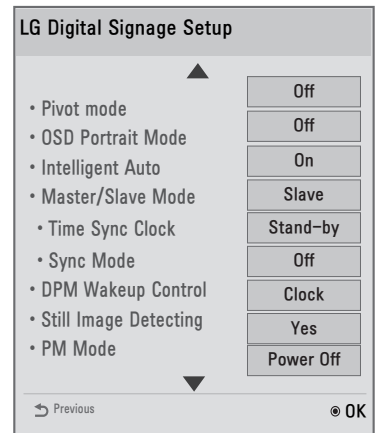 LG Digital Signage Setup
• Pivot mode Off
• OSD Portrait Mode Off
• Intelligent Auto On
• Master/Slave Mode Slave
• Time Sync Clock Stand-by
• Sync Mode Off
• DPM Wakeup Control Clock
• Still Image Detecting Yes
• PM Mode Power Off
Previous OK